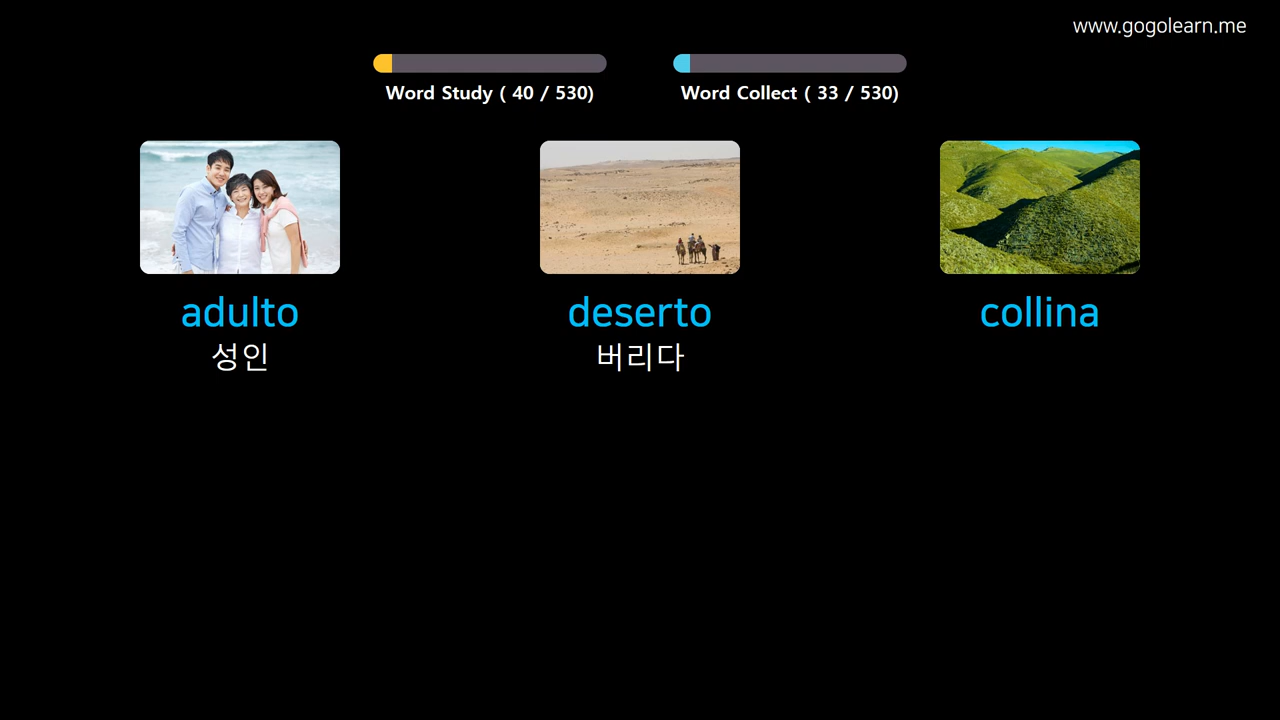 www.gogolearn.me
Word Study ( 40 / 530)
Word Collect ( 33 / 530)
adulto
성인
deserto
버리다
collina